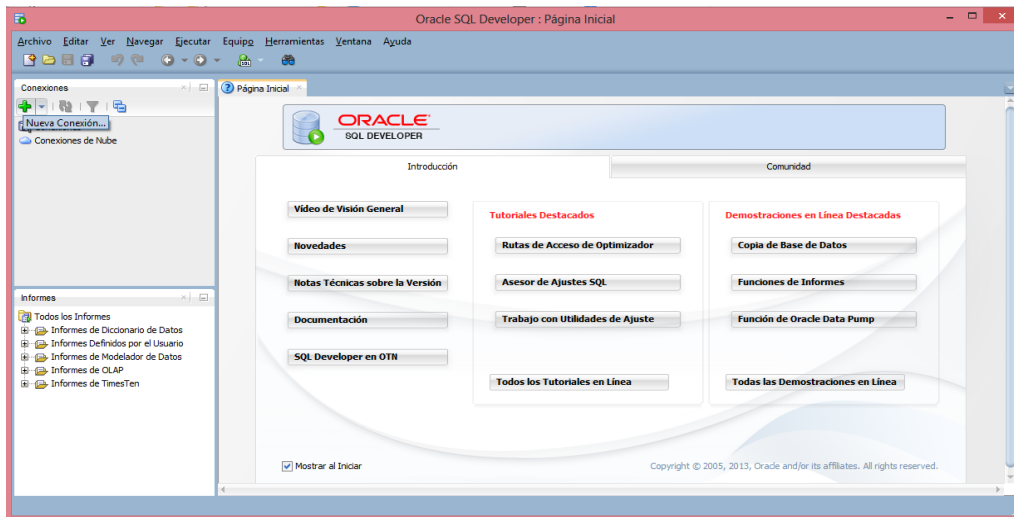 Oracle SQL Developer : Página Inicial
Archivo Editar Ver Navegar Ejecutar Equipo Herramientas Ventana Ayuda
Conexiones
Nueva Conexión...
Conexiones de Nube
Informes
Todos los Informes
Informes de Diccionario de Datos
Informes Definidos por el Usuario
Informes de Modelador de Datos
Informes de OLAP
Informes de TimesTen
Página Inicial
ORACLE
SQL DEVELOPER
Introducción
Comunidad
Vídeo de Visión General
Novedades
Notas Técnicas sobre la Versión
Documentación
SQL Developer en OTN
Tutoriales Destacados
Rutas de Acceso de Optimizador
Asesor de Ajustes SQL
Trabajo con Utilidades de Ajuste
Todos los Tutoriales en Línea
Demostraciones en Línea Destacadas
Copia de Base de Datos
Funciones de Informes
Función de Oracle Data Pump
Todas las Demostraciones en Línea
Mostrar al Iniciar
Copyright © 2005, 2013, Oracle and/or its affiliates. All rights reserved.